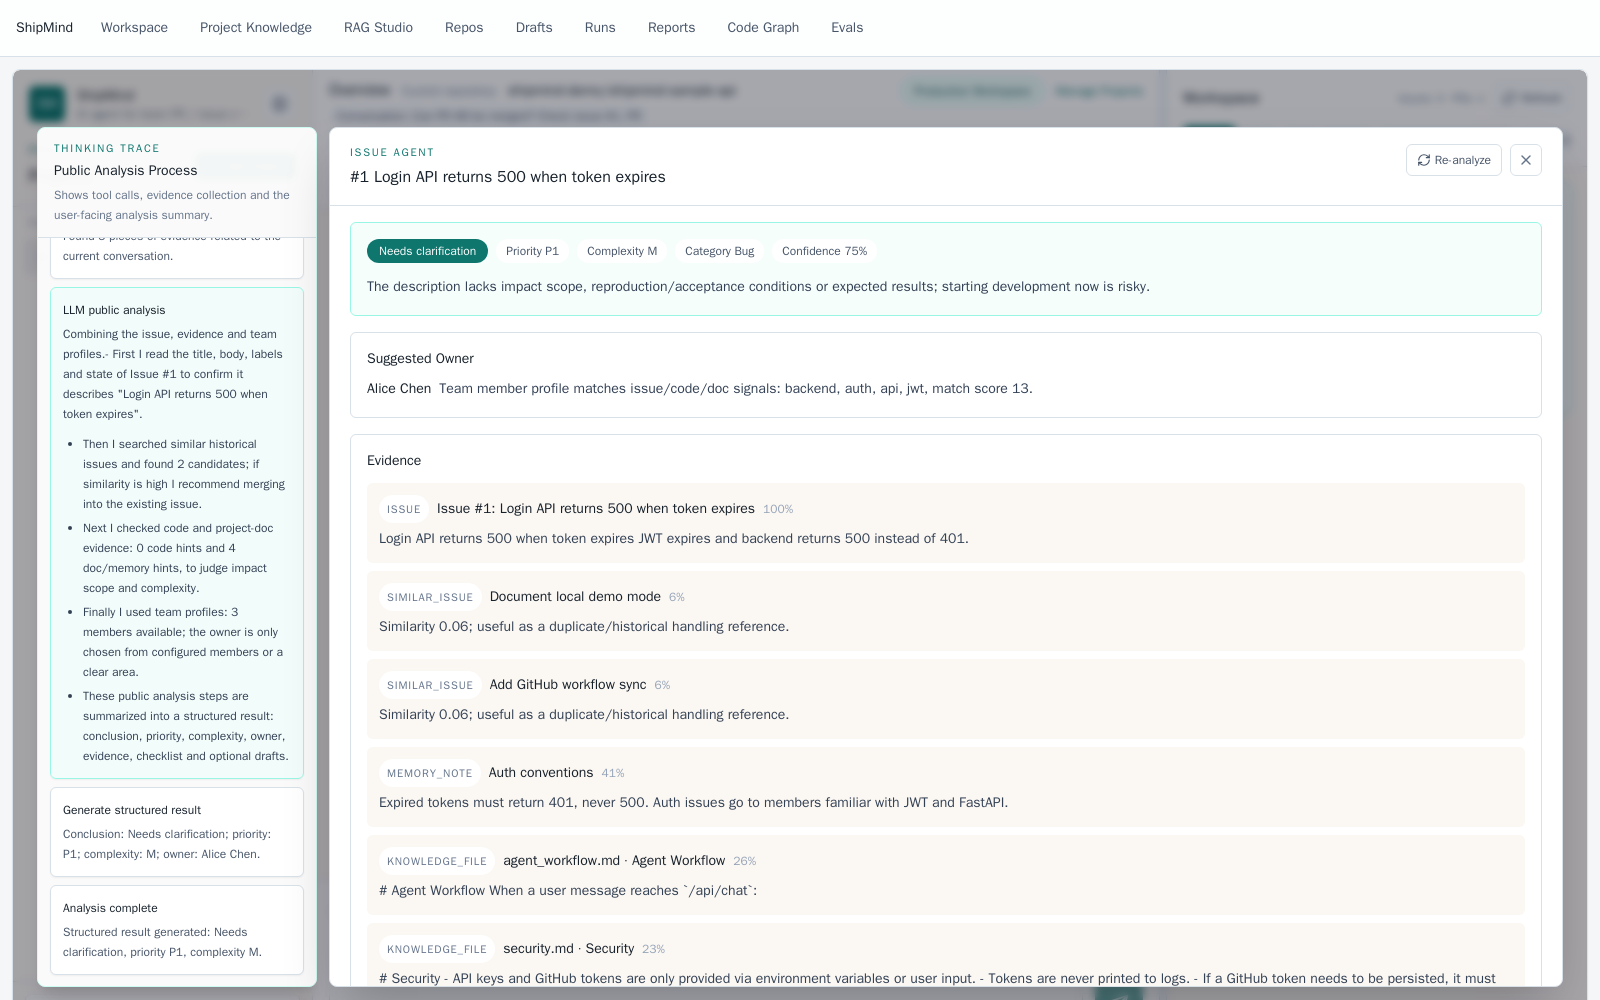 ShipMind Workspace Project Knowledge RAG Studio Repos Drafts Runs Reports Code Graph Evals
THINKING TRACE
Public Analysis Process
Shows tool calls, evidence collection and the
user-facing analysis summary.
current conversation.
LLM public analysis
Combining the issue, evidence and team
profiles.- First I read the title, body, labels
and state of Issue #1 to confirm it
describes "Login API returns 500 when
token expires".
• Then I searched similar historical
issues and found 2 candidates; if
similarity is high I recommend merging
into the existing issue.
• Next I checked code and project-doc
evidence: 0 code hints and 4
doc/memory hints, to judge impact
scope and complexity.
• Finally I used team profiles: 3
members available; the owner is only
chosen from configured members or a
clear area.
• These public analysis steps are
summarized into a structured result:
conclusion, priority, complexity, owner,
evidence, checklist and optional drafts.
Generate structured result
Conclusion: Needs clarification; priority:
P1; complexity: M; owner: Alice Chen.
Analysis complete
Structured result generated: Needs
clarification, priority P1, complexity M.
ISSUE AGENT
#1 Login API returns 500 when token expires
Re-analyze
Needs clarification Priority P1 Complexity M Category Bug Confidence 75%
The description lacks impact scope, reproduction/acceptance conditions or expected results; starting development now is risky.
Suggested Owner
Alice Chen Team member profile matches issue/code/doc signals: backend, auth, api, jwt, match score 13.
Evidence
ISSUE Issue #1: Login API returns 500 when token expires 100%
Login API returns 500 when token expires JWT expires and backend returns 500 instead of 401.
SIMILAR_ISSUE Document local demo mode 6%
Similarity 0.06; useful as a duplicate/historical handling reference.
SIMILAR_ISSUE Add GitHub workflow sync 6%
Similarity 0.06; useful as a duplicate/historical handling reference.
MEMORY_NOTE Auth conventions 41%
Expired tokens must return 401, never 500. Auth issues go to members familiar with JWT and FastAPI.
KNOWLEDGE_FILE agent_workflow.md · Agent Workflow 26%
# Agent Workflow When a user message reaches `/api/chat`:
KNOWLEDGE_FILE security.md · Security 23%
# Security - API keys and GitHub tokens are only provided via environment variables or user input. - Tokens are never printed to logs. - If a GitHub token needs to be persisted, it must